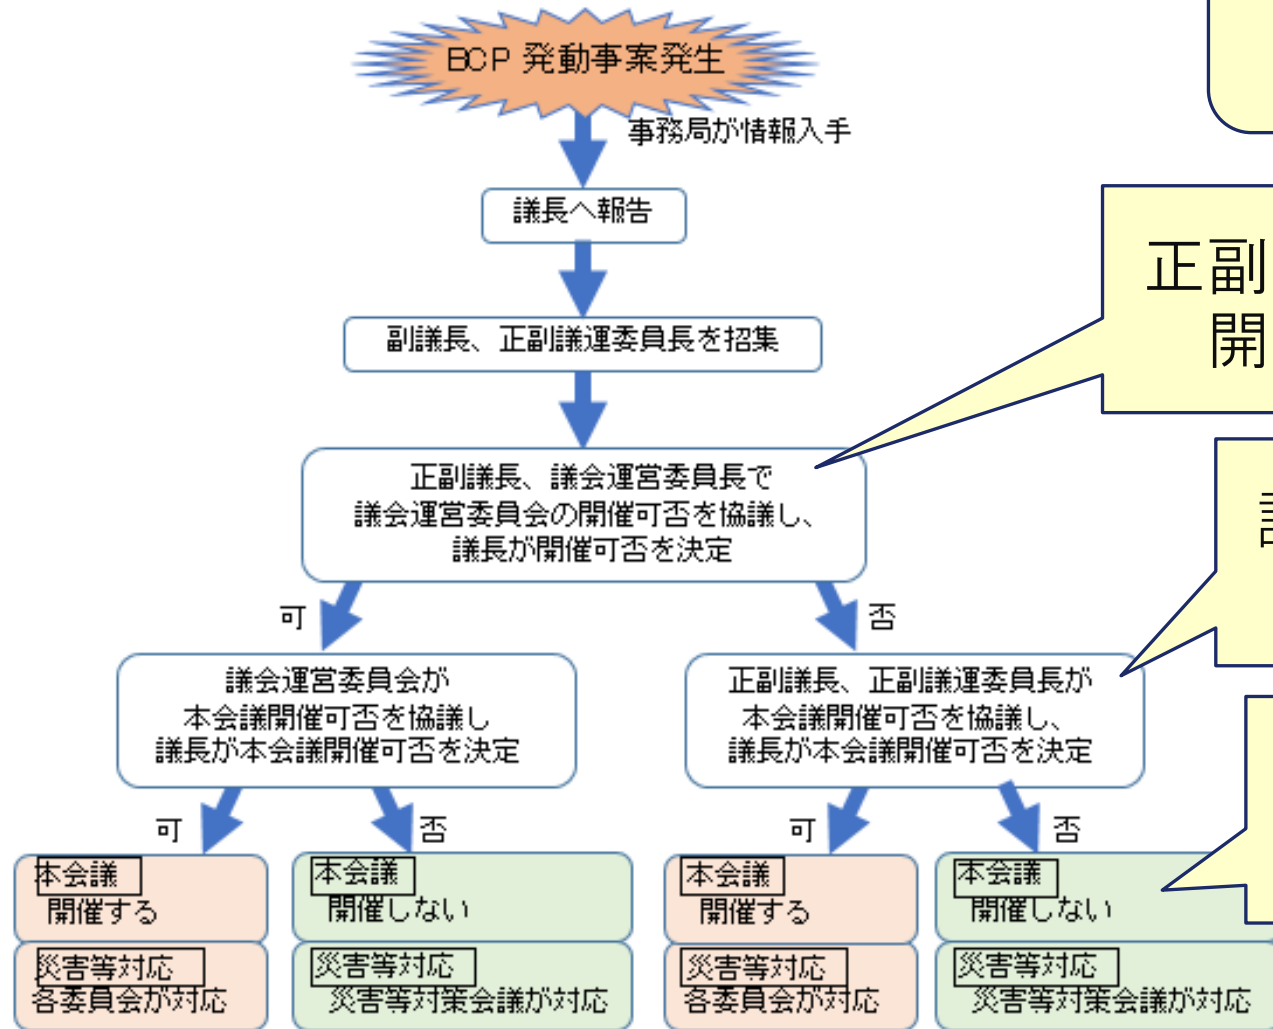 BCP 発動事案発生
事務局が情報入手
議長へ報告
副議長、正副議運委員長を招集
正副
開
正副議長、議会運営委員長で
議会運営委員会の開催可否を協議し、
議長が開催可否を決定
可
否
議会運営委員会が
本会議開催可否を協議し
議長が本会議開催可否を決定
正副議長、正副議運委員長が
本会議開催可否を協議し、
議長が本会議開催可否を決定
可
否
可
否
本会議
開催する
災害等対応
各委員会が対応
本会議
開催しない
災害等対応
災害等対策会議が対応
本会議
開催する
災害等対応
各委員会が対応
本会議
開催しない
災害等対応
災害等対策会議が対応